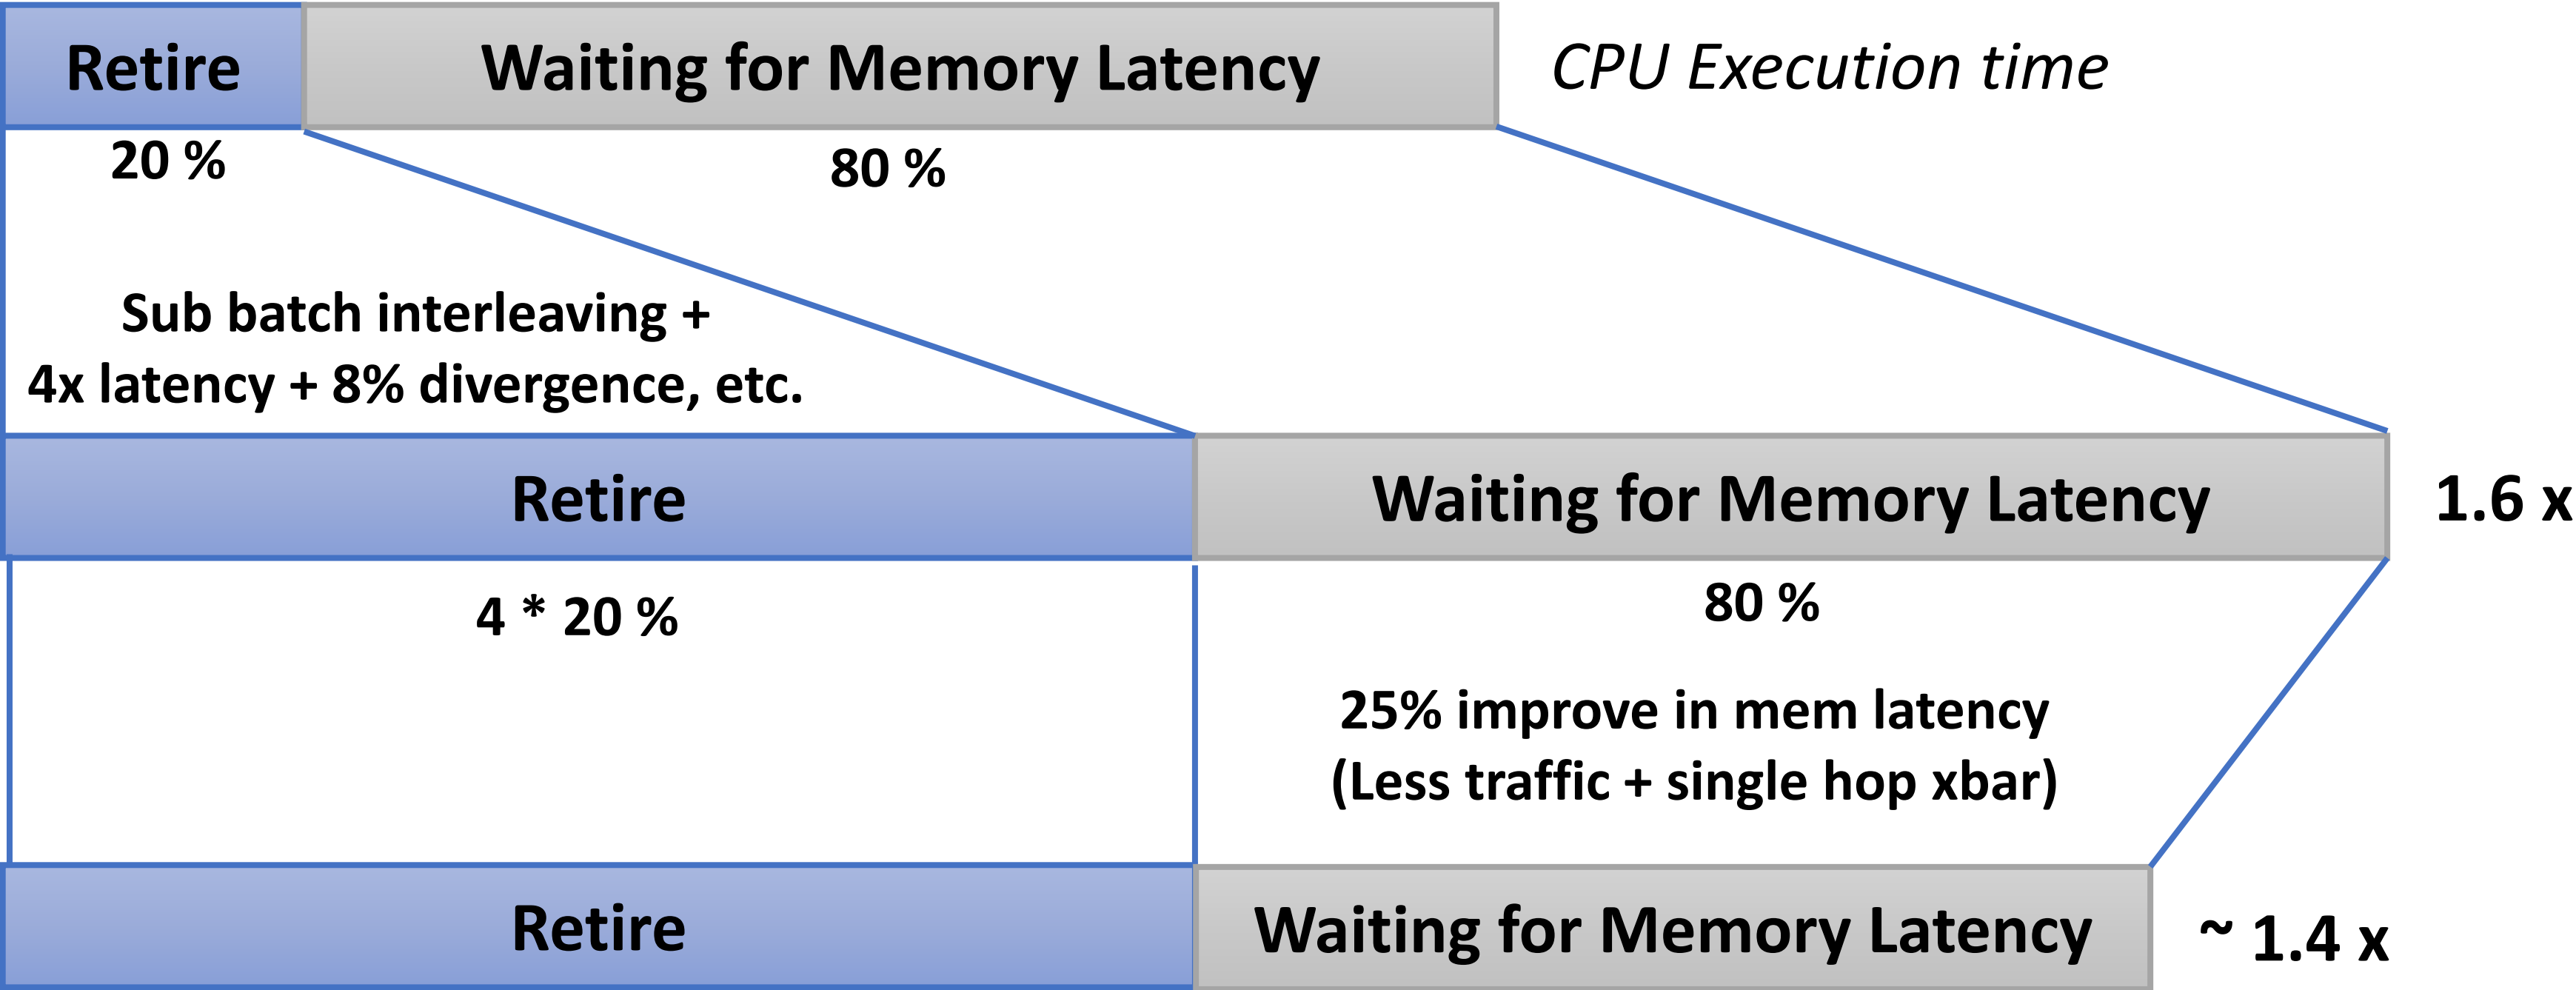 Retire
Waiting for Memory Latency
CPU Execution time
20 %
80 %
Sub batch interleaving +
4x latency + 8% divergence, etc.
Retire
Waiting for Memory Latency
1.6 x
4 * 20 %
80 %
25% improve in mem latency
(Less traffic + single hop xbar)
Retire
Waiting for Memory Latency
~ 1.4 x